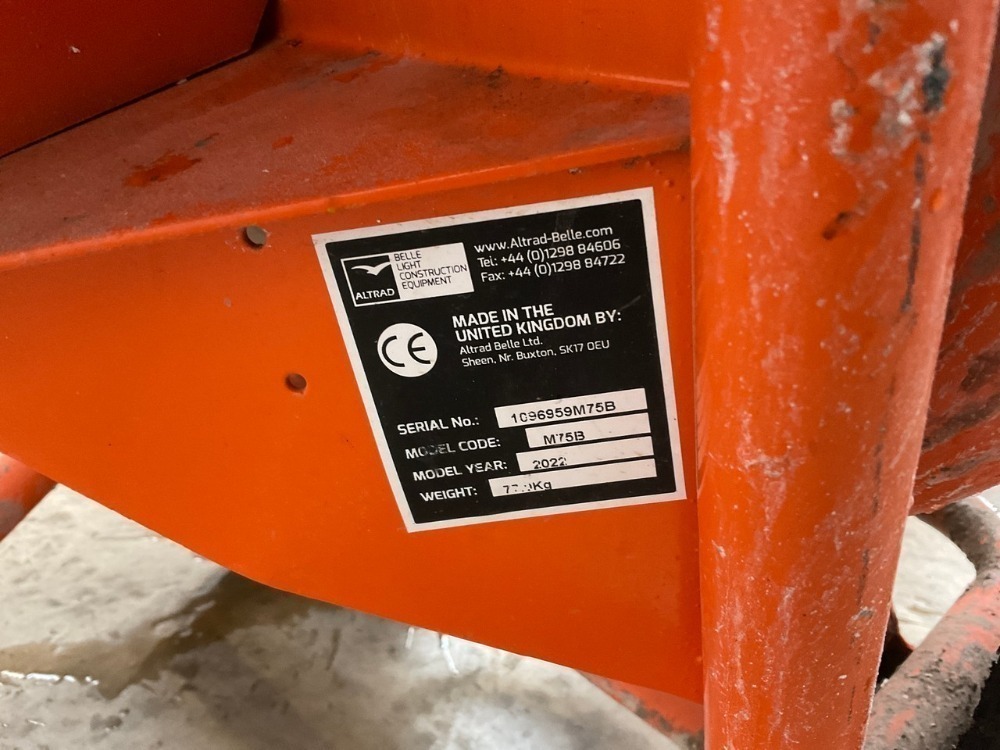 ALTRAD
BELLE
LIGHT
CONSTRUCTION
EQUIPMENT
www.Altrad-Belle.com
Tel: +44 (0)1298 84606
Fax: +44 (0)1298 84722
CE
MADE IN THE
UNITED KINGDOM BY:
Altrad Belle Ltd.
Sheen, Nr. Buxton, SK17 0EU
SERIAL No.: 1096959M75B
MODEL CODE: M75B
MODEL YEAR: 2022
WEIGHT: